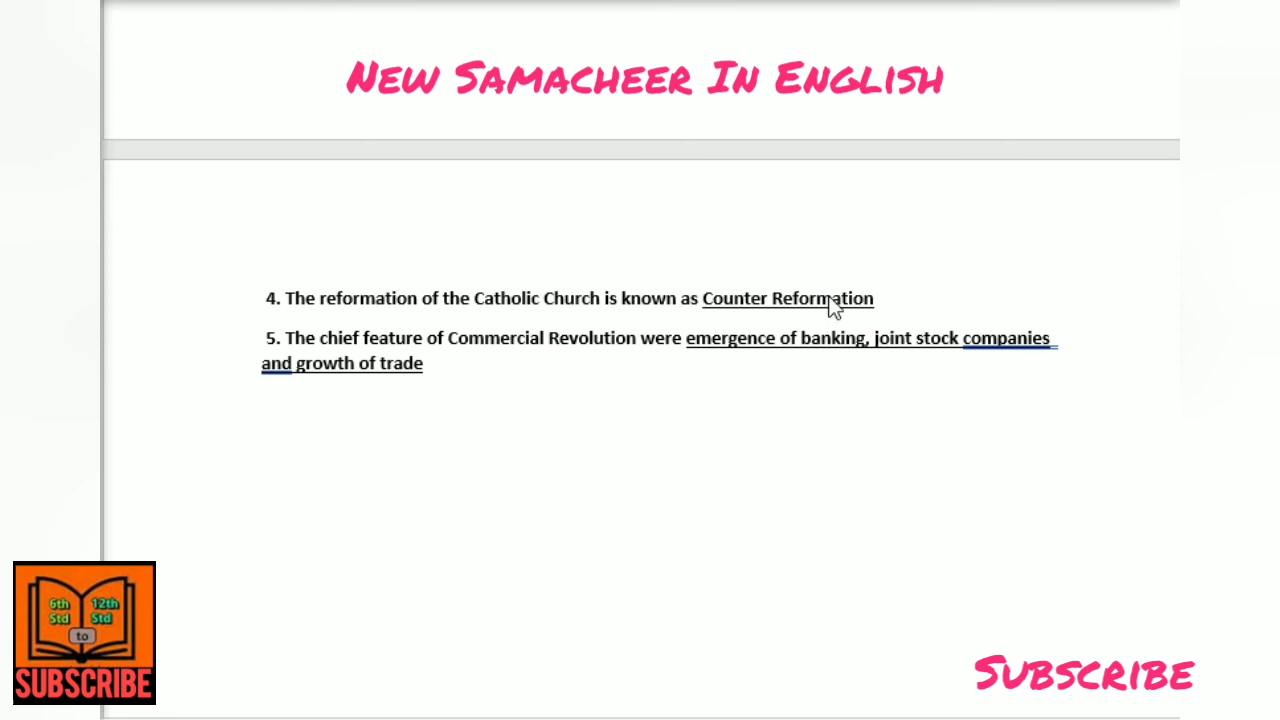 New Samacheer In English
4. The reformation of the Catholic Church is known as Counter Reformation
5. The chief feature of Commercial Revolution were emergence of banking, joint stock companies
and growth of trade
6th 12th
Std Std
to
SUBSCRIBE
Subscribe